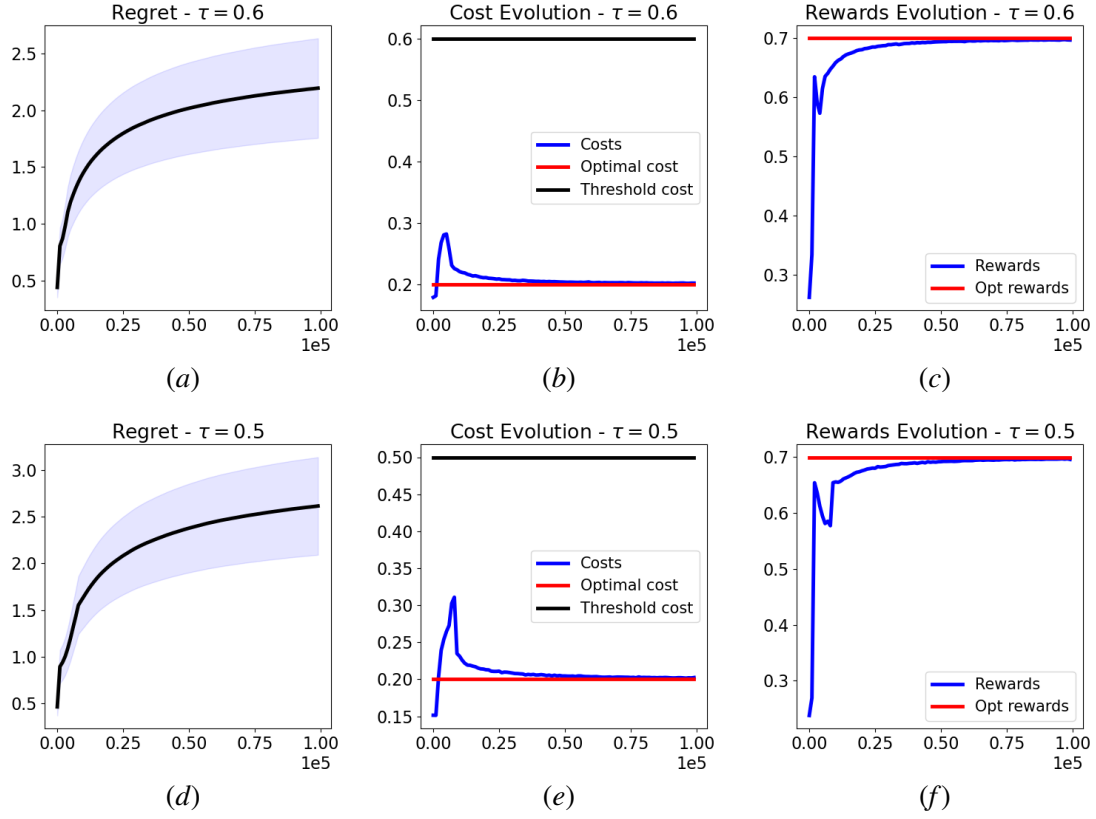 Regret - τ = 0.6
2.5
2.0
1.5
1.0
0.5
0.00 0.25 0.50 0.75 1.00
1e5
(a)
Cost Evolution - τ = 0.6
0.6
0.5
0.4
0.3
0.2
Costs
Optimal cost
Threshold cost
0.00 0.25 0.50 0.75 1.00
1e5
(b)
Rewards Evolution - τ = 0.6
0.7
0.6
0.5
0.4
0.3
Rewards
Opt rewards
0.00 0.25 0.50 0.75 1.00
1e5
(c)
Regret - τ = 0.5
3.0
2.5
2.0
1.5
1.0
0.5
0.00 0.25 0.50 0.75 1.00
1e5
(d)
Cost Evolution - τ = 0.5
0.50
0.45
0.40
0.35
0.30
0.25
0.20
0.15
Costs
Optimal cost
Threshold cost
0.00 0.25 0.50 0.75 1.00
1e5
(e)
Rewards Evolution - τ = 0.5
0.7
0.6
0.5
0.4
0.3
Rewards
Opt rewards
0.00 0.25 0.50 0.75 1.00
1e5
(f)